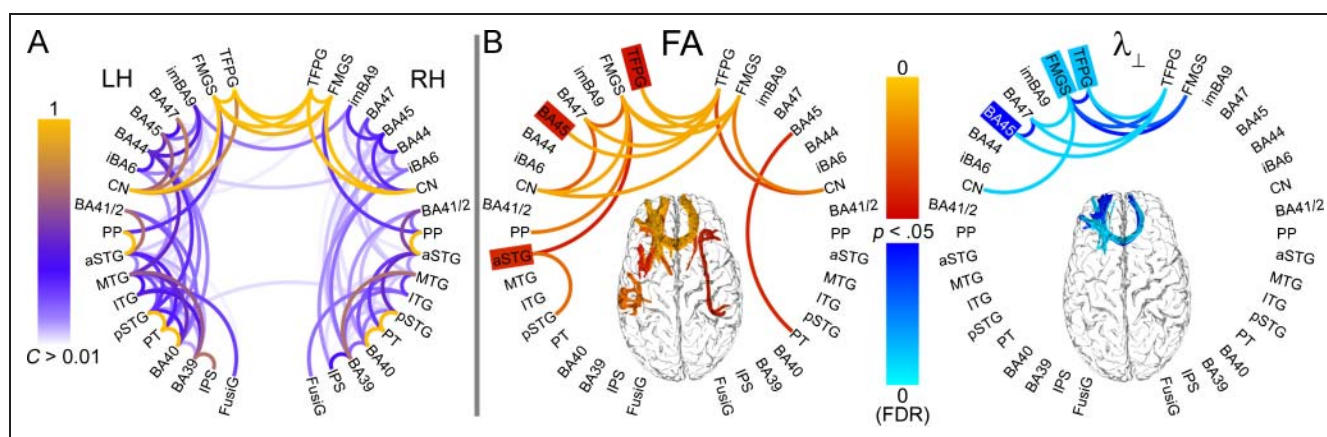 A
LH
RH
TFPG
FMGS
imBA9
BA47
BA45
BA44
iBA6
CN
BA41/2
PP
aSTG
MTG
ITG
pSTG
PT
BA40
BA39
IPS
FusiG
TFPG
FMGS
imBA9
BA47
BA45
BA44
iBA6
CN
BA41/2
PP
aSTG
MTG
ITG
pSTG
PT
BA40
BA39
IPS
FusiG
1
C > 0.01
B
FA
TFPG
FMGS
imBA9
BA47
BA45
BA44
CN
BA41/2
PP
aSTG
MTG
ITG
pSTG
PT
BA40
BA39
IPS
FusiG
TFPG
FMGS
imBA9
BA47
BA45
BA44
iBA6
CN
BA41/2
PP
aSTG
MTG
ITG
pSTG
PT
BA40
BA39
IPS
FusiG
0
p < .05
0
(FDR)
λ⊥
TFPG
FMGS
imBA9
BA47
BA45
BA44
iBA6
CN
BA41/2
PP
aSTG
MTG
ITG
pSTG
PT
BA40
BA39
IPS
FusiG
TFPG
FMGS
imBA9
BA47
BA45
BA44
iBA6
CN
BA41/2
PP
aSTG
MTG
ITG
pSTG
PT
BA40
BA39
IPS
FusiG